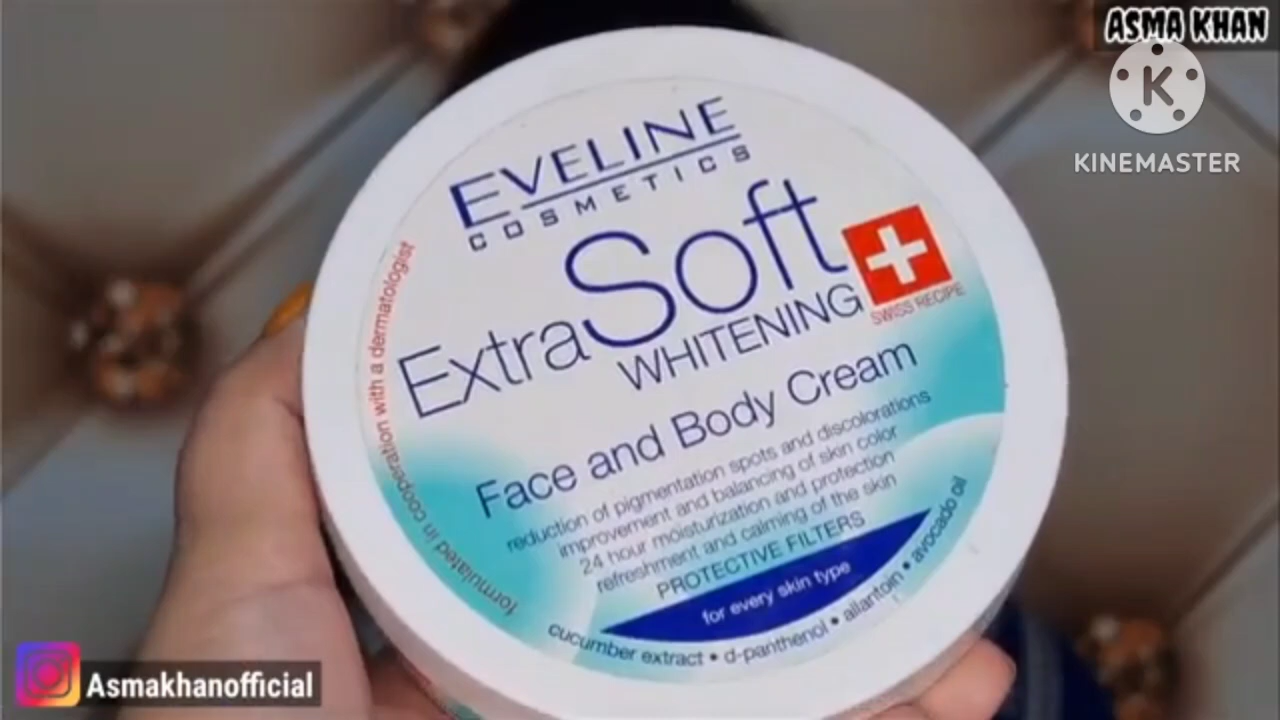 ASMA KHAN
K
KINEMASTER
EVELINE
COSMETICS
Extra Soft
WHITENING
SWISS RECIPE
Face and Body Cream
reduction of pigmentation spots and discolorations
improvement and balancing of skin color
24 hour moisturization and protection
refreshment and calming of the skin
PROTECTIVE FILTERS
for every skin type
cucumber extract • d-panthenol • allantoin • avocado oil
formulated in cooperation with a dermatologist
Asmakhanofficial